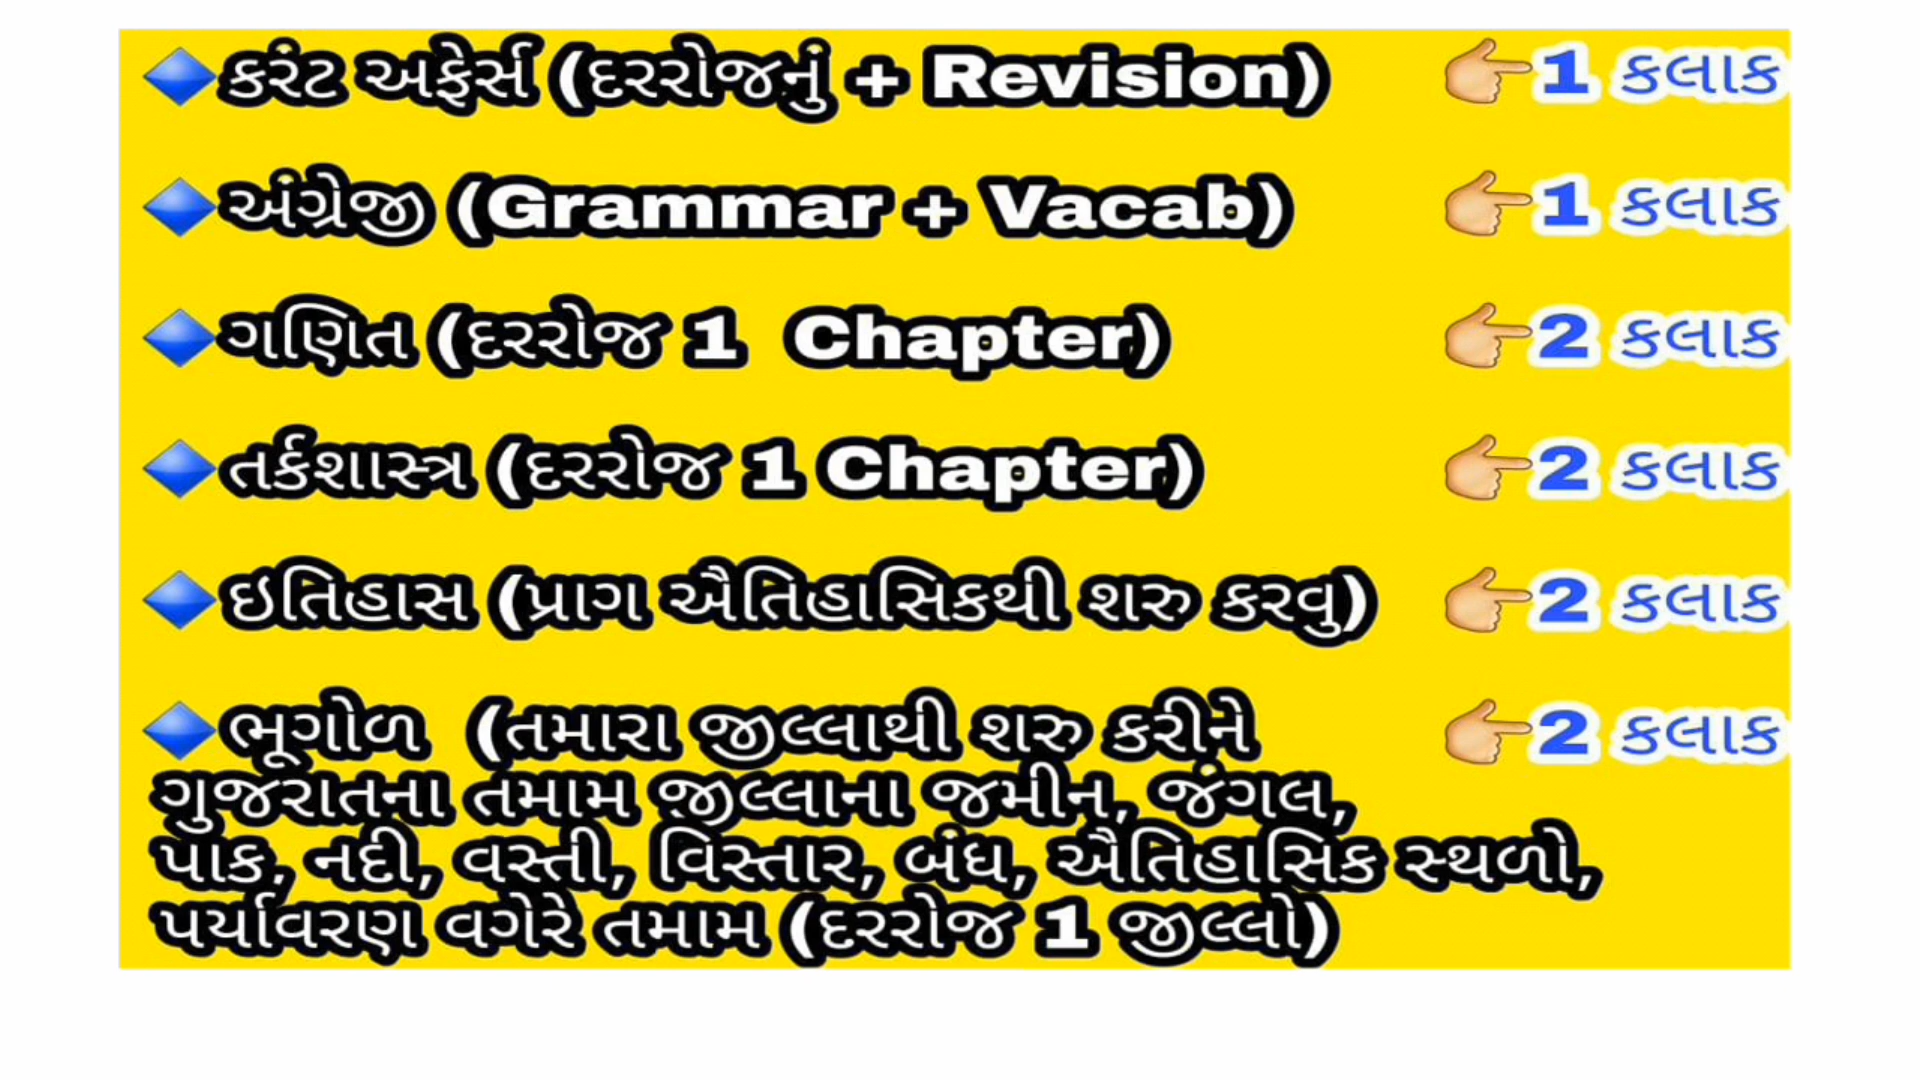 કરંટ અફેર્સ (દરરોજનું + Revision) 1 કલાક
અંગ્રેજી (Grammar + Vacab) 1 કલાક
ગણિત (દરરોજ 1 Chapter) 2 કલાક
તર્કશાસ્ત્ર (દરરોજ 1 Chapter) 2 કલાક
ઇતિહાસ (પ્રાગ ઐતિહાસિકથી શરુ કરવુ) 2 કલાક
ભૂગોળ (તમારા જીલ્લાથી શરુ કરીને 2 કલાક
ગુજરાતના તમામ જીલ્લાના જમીન, જંગલ,
પાક, નદી, વસ્તી, વિસ્તાર, બંધ, ઐતિહાસિક સ્થળો,
પર્યાવરણ વગેરે તમામ (દરરોજ 1 જીલ્લો)